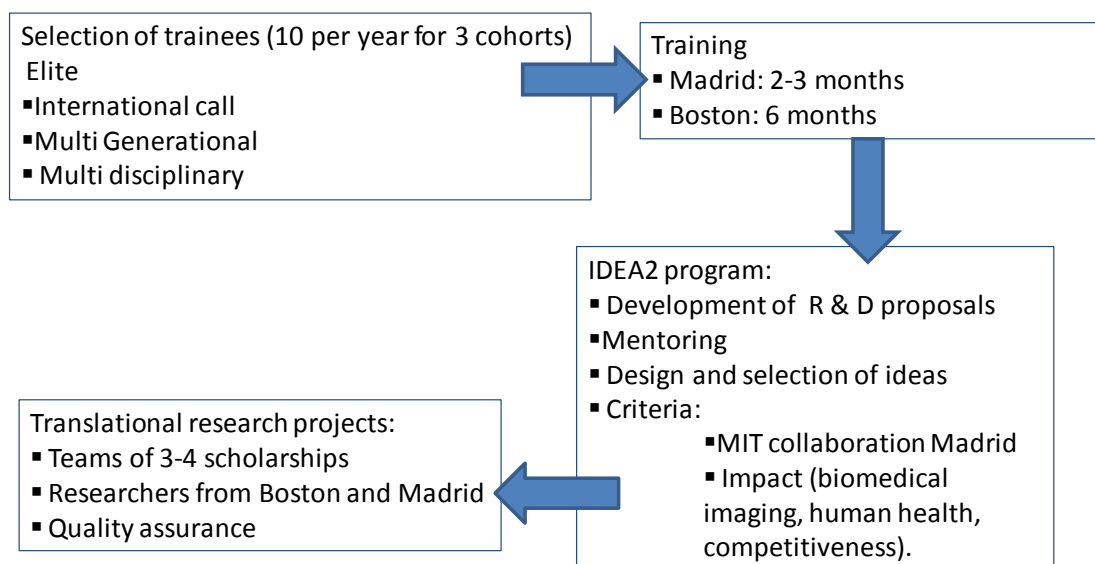 Selection of trainees (10 per year for 3 cohorts)
Elite
▪International call
▪Multi Generational
▪ Multi disciplinary
Training
▪ Madrid: 2-3 months
▪ Boston: 6 months
IDEA2 program:
▪ Development of R & D proposals
▪Mentoring
▪ Design and selection of ideas
▪ Criteria:
▪MIT collaboration Madrid
▪ Impact (biomedical
imaging, human health,
competitiveness).
Translational research projects:
▪ Teams of 3-4 scholarships
▪ Researchers from Boston and Madrid
▪ Quality assurance